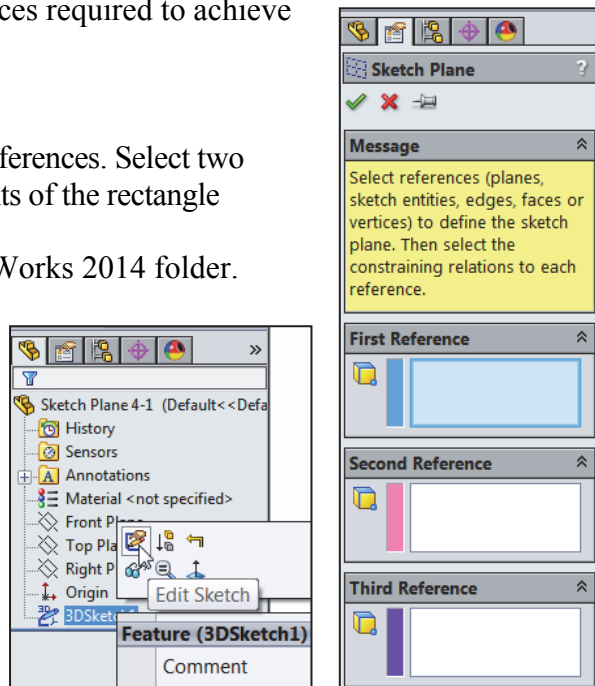 ces required to achieve
ferences. Select two
ts of the rectangle
Works 2014 folder.
»
Sketch Plane 4-1 (Default<<Defa
History
Sensors
A Annotations
Material <not specified>
Front Plane
Top Pla
Right P
Origin
Edit Sketch
3D 3DSketch1
Feature (3DSketch1)
Comment
Sketch Plane ?
Message
Select references (planes,
sketch entities, edges, faces or
vertices) to define the sketch
plane. Then select the
constraining relations to each
reference.
First Reference
Second Reference
Third Reference